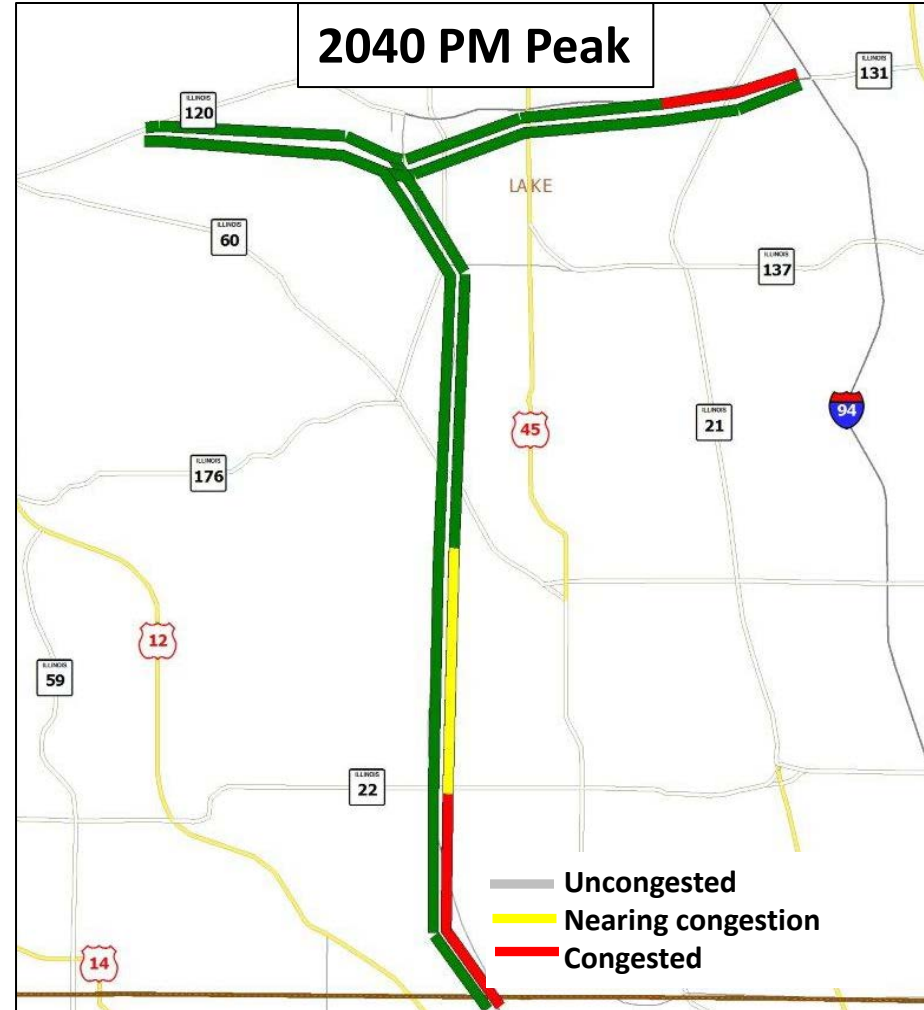 2040 PM Peak
ILLINOIS
131
ILLINOIS
120
LAKE
ILLINOIS
60
ILLINOIS
137
94
ILLINOIS
21
45
ILLINOIS
176
12
ILLINOIS
59
ILLINOIS
22
Uncongested
Nearing congestion
Congested
14